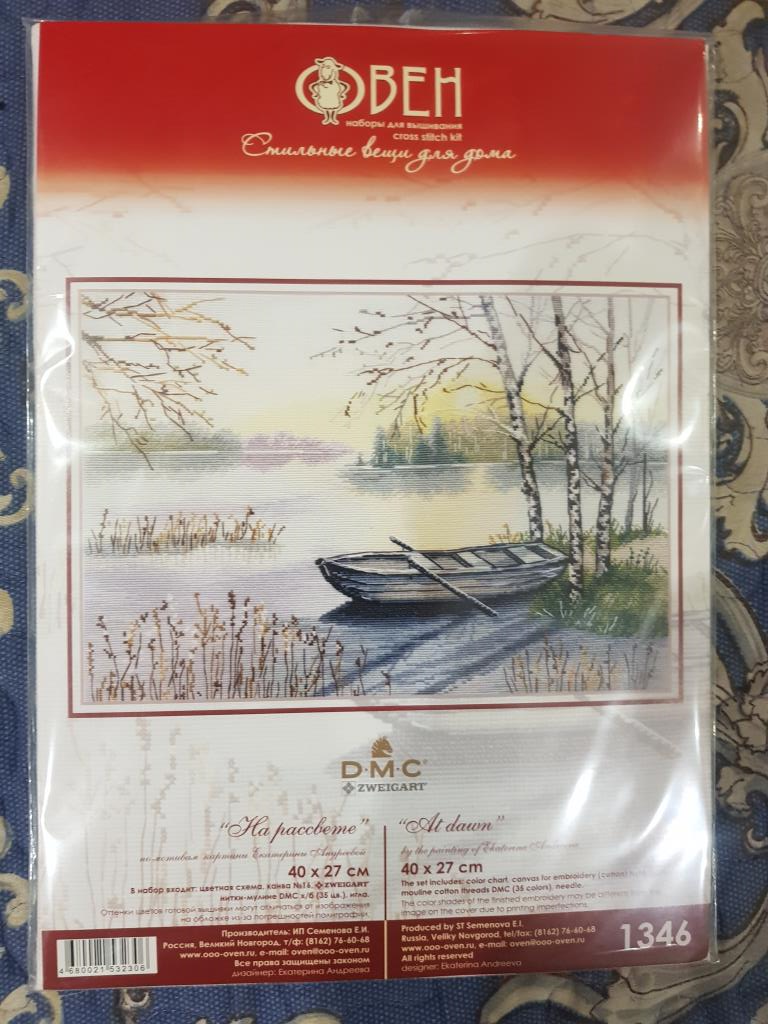 ОВЕН
наборы для вышивания
cross stitch kit
Стильные вещи для дома
D·M·C
ZWEIGART
"На рассвете"
по мотивам картины Екатерины Андреевой
40 x 27 см
В набор входит: цветная схема, канва №16, ZWEIGART
нитки-мулине DMC х/б (35 цв.), игла.
Оттенки цветов готовой вышивки могут отличаться от изображения
на обложке из-за погрешностей полиграфии.
"At dawn"
by the painting of Ekaterina Andreeva
40 x 27 cm
The set includes: color chart, canvas for embroidery (cotton) №16,
mouline cotton threads DMC (35 colors), needle.
The color shades of the finished embroidery may be different from the
image on the cover due to printing imperfections.
Производитель: ИП Семенова Е.И.
Россия, Великий Новгород, т/ф: (8162) 76-60-68
www.ooo-oven.ru, e-mail: oven@ooo-oven.ru
Все права защищены законом
дизайнер: Екатерина Андреева
Produced by ST Semenova E.I.
Russia, Veliky Novgorod, tel/fax: (8162) 76-60-68
www.ooo-oven.ru, e-mail: oven@ooo-oven.ru
All rights reserved
designer: Ekaterina Andreeva
1346
4 680021 532306